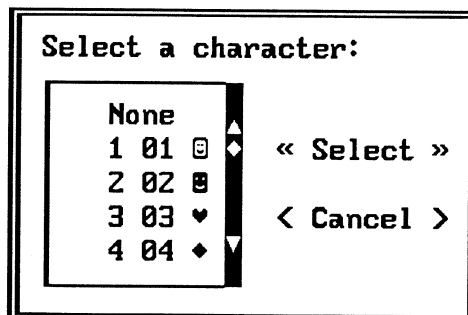 Select a character:
None
1 01 ☺
2 02 ☻
3 03 ♥
4 04 ♦
« Select »
< Cancel >